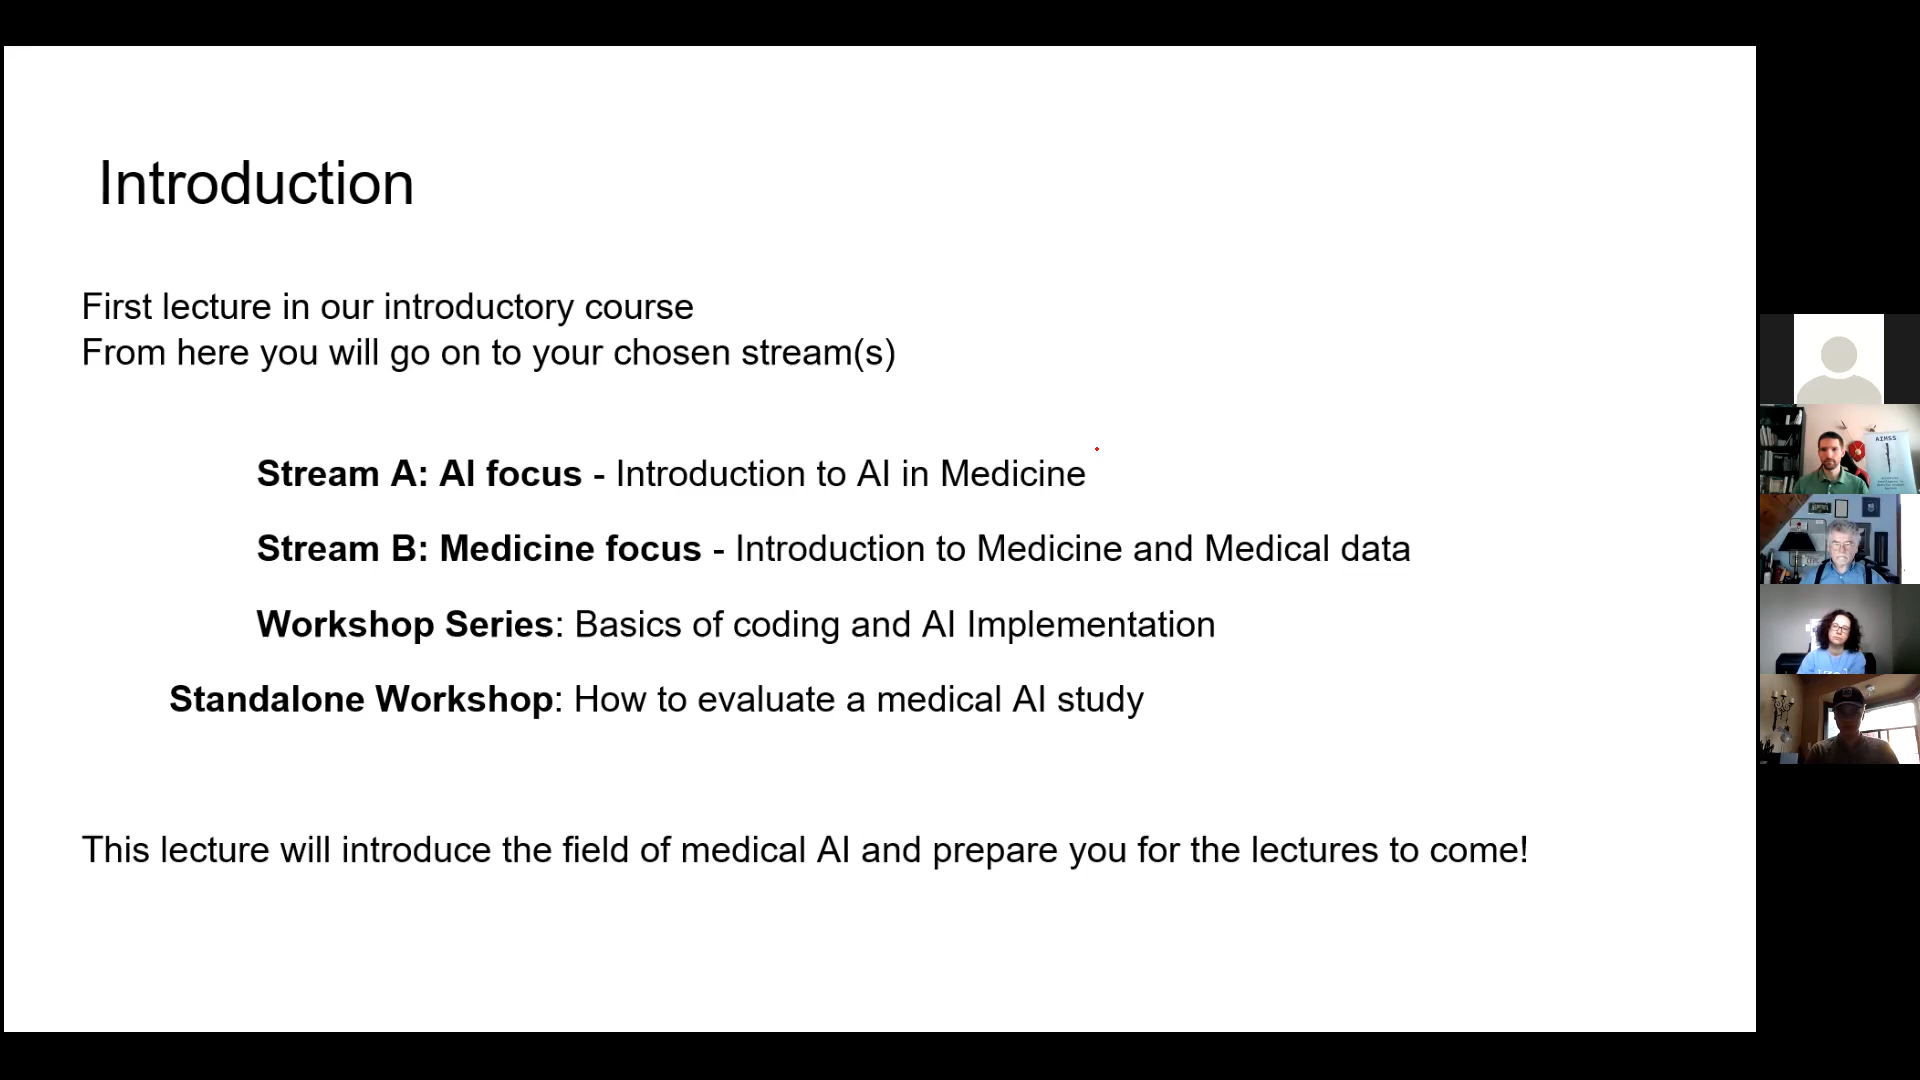 Introduction
First lecture in our introductory course
From here you will go on to your chosen stream(s)
Stream A: AI focus - Introduction to AI in Medicine
Stream B: Medicine focus - Introduction to Medicine and Medical data
Workshop Series: Basics of coding and AI Implementation
Standalone Workshop: How to evaluate a medical AI study
This lecture will introduce the field of medical AI and prepare you for the lectures to come!
AIMSS